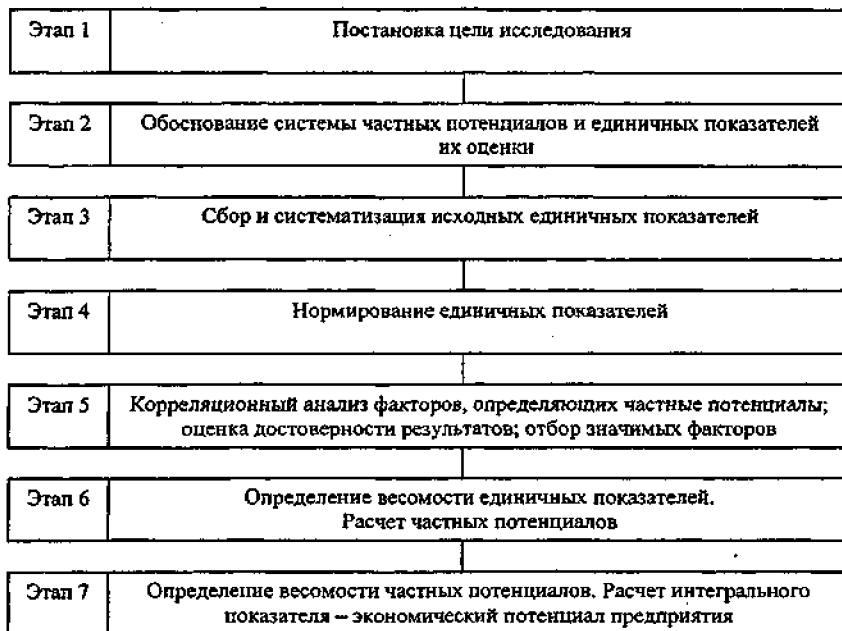 Этап 1 Постановка цели исследования
Этап 2 Обоснование системы частных потенциалов и единичных показателей
их оценки
Этап 3 Сбор и систематизация исходных единичных показателей
Этап 4 Нормирование единичных показателей
Этап 5 Корреляционный анализ факторов, определяющих частные потенциалы;
оценка достоверности результатов; отбор значимых факторов
Этап 6 Определение весомости единичных показателей.
Расчет частных потенциалов
Этап 7 Определение весомости частных потенциалов. Расчет интегрального
показателя – экономический потенциал предприятия